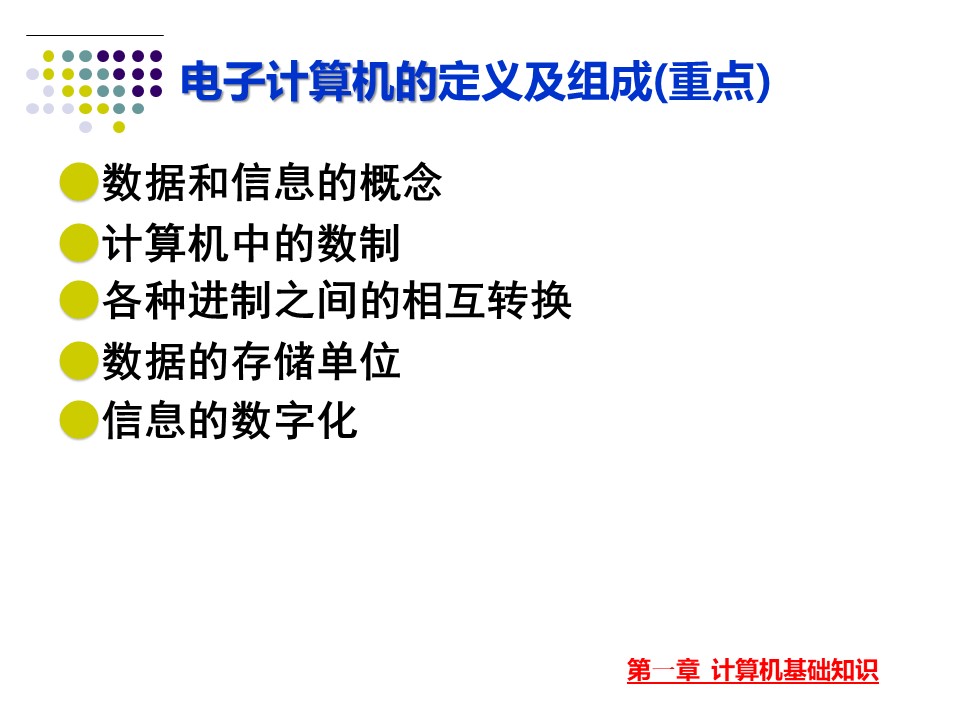 电子计算机的定义及组成(重点)
数据和信息的概念
计算机中的数制
各种进制之间的相互转换
数据的存储单位
信息的数字化
第一章 计算机基础知识